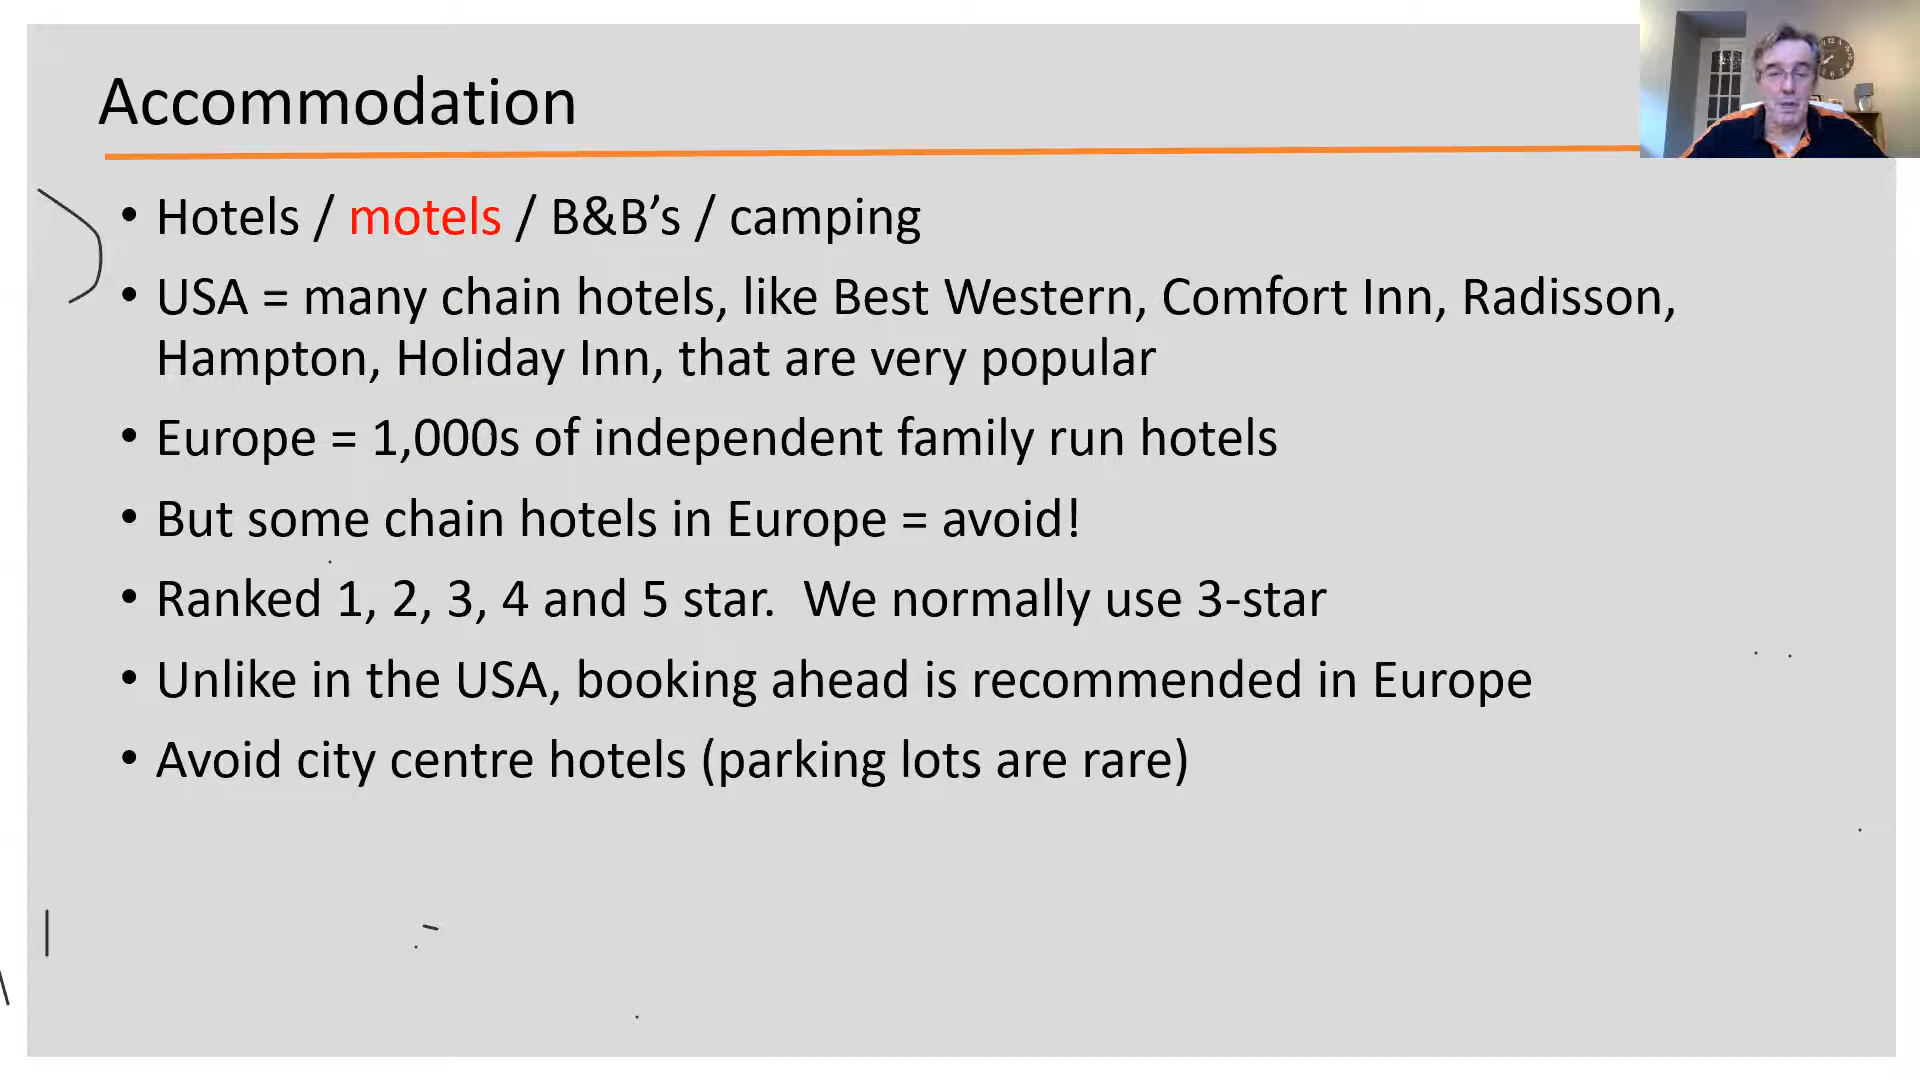 Accommodation
• Hotels / motels / B&B’s / camping
• USA = many chain hotels, like Best Western, Comfort Inn, Radisson,
Hampton, Holiday Inn, that are very popular
• Europe = 1,000s of independent family run hotels
• But some chain hotels in Europe = avoid!
• Ranked 1, 2, 3, 4 and 5 star.  We normally use 3-star
• Unlike in the USA, booking ahead is recommended in Europe
• Avoid city centre hotels (parking lots are rare)